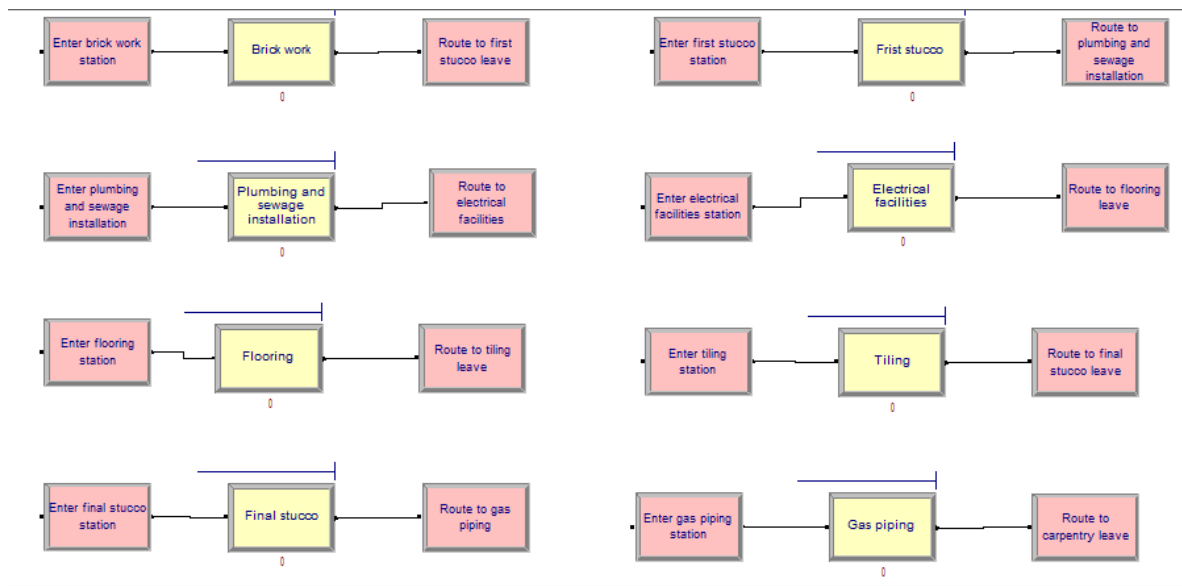 Enter brick work
station
Brick work
0
Route to first
stucco leave
Enter first stucco
station
Frist stucco
0
Route to
plumbing and
sewage
installation
Enter plumbing
and sewage
installation
Plumbing and
sewage
installation
0
Route to
electrical
facilities
Enter electrical
facilities station
Electrical
facilities
0
Route to flooring
leave
Enter flooring
station
Flooring
0
Route to tiling
leave
Enter tiling
station
Tiling
0
Route to final
stucco leave
Enter final stucco
station
Final stucco
0
Route to gas
piping
Enter gas piping
station
Gas piping
0
Route to
carpentry leave